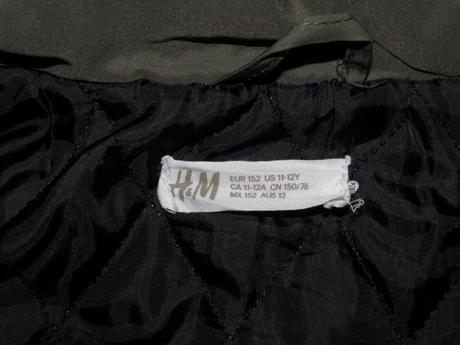 H&M
EUR 152 US 11-12Y
CA 11-12A CN 150/76
MX 152 AUS 12